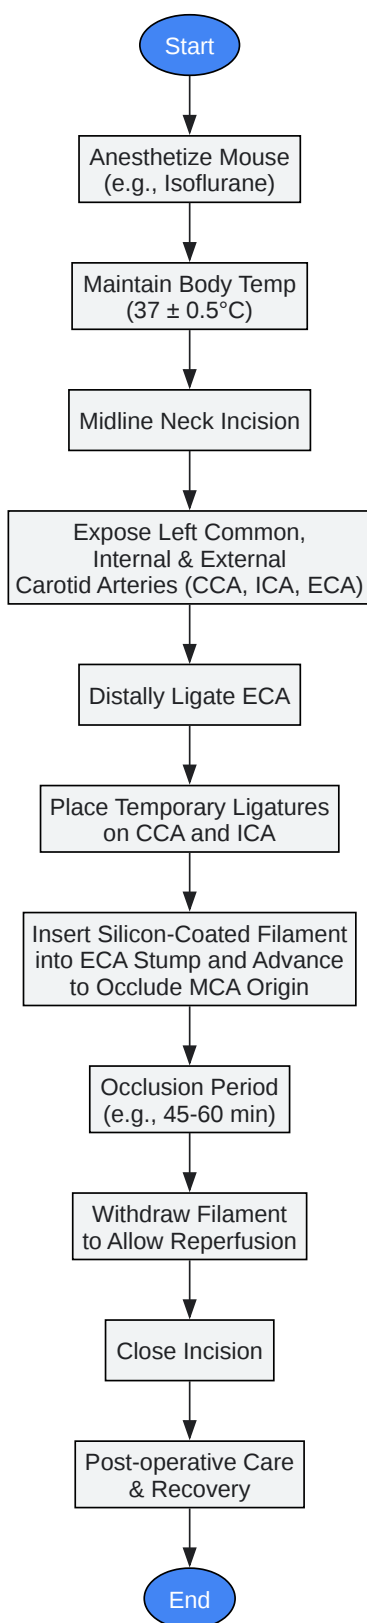 Start
Anesthetize Mouse
(e.g., Isoflurane)
Maintain Body Temp
(37 ± 0.5°C)
Midline Neck Incision
Expose Left Common,
Internal & External
Carotid Arteries (CCA, ICA, ECA)
Distally Ligate ECA
Place Temporary Ligatures
on CCA and ICA
Insert Silicon-Coated Filament
into ECA Stump and Advance
to Occlude MCA Origin
Occlusion Period
(e.g., 45-60 min)
Withdraw Filament
to Allow Reperfusion
Close Incision
Post-operative Care
& Recovery
End